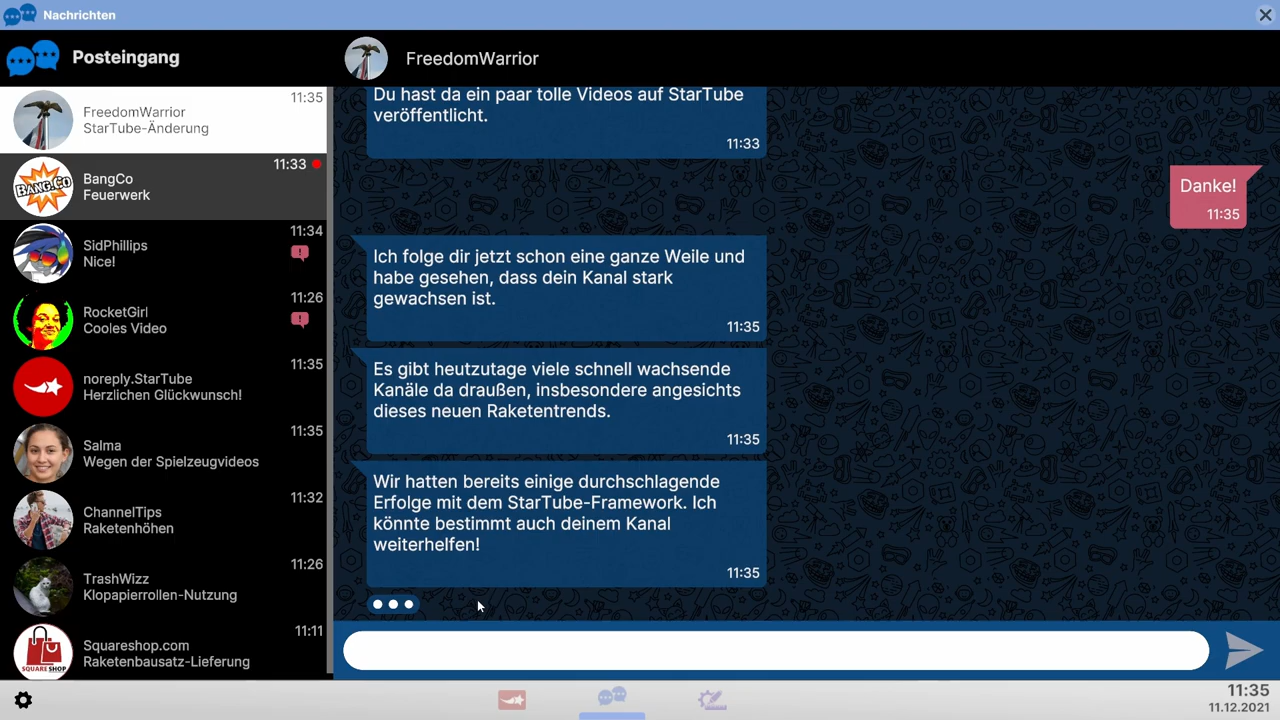 Nachrichten
Posteingang
FreedomWarrior
11:35
FreedomWarrior
StarTube-Änderung
11:33
BANG.CO
BangCo
Feuerwerk
11:34
SidPhillips
Nice!
11:26
RocketGirl
Cooles Video
11:35
noreply.StarTube
Herzlichen Glückwunsch!
11:35
Salma
Wegen der Spielzeugvideos
11:32
ChannelTips
Raketenhöhen
11:26
TrashWizz
Klopapierrollen-Nutzung
11:11
Squareshop.com
Raketenbausatz-Lieferung
SQUARE SHOP
Du hast da ein paar tolle Videos auf StarTube
veröffentlicht.
11:33
Danke!
11:35
Ich folge dir jetzt schon eine ganze Weile und
habe gesehen, dass dein Kanal stark
gewachsen ist.
11:35
Es gibt heutzutage viele schnell wachsende
Kanäle da draußen, insbesondere angesichts
dieses neuen Raketentrends.
11:35
Wir hatten bereits einige durchschlagende
Erfolge mit dem StarTube-Framework. Ich
könnte bestimmt auch deinem Kanal
weiterhelfen!
11:35
11:35
11.12.2021